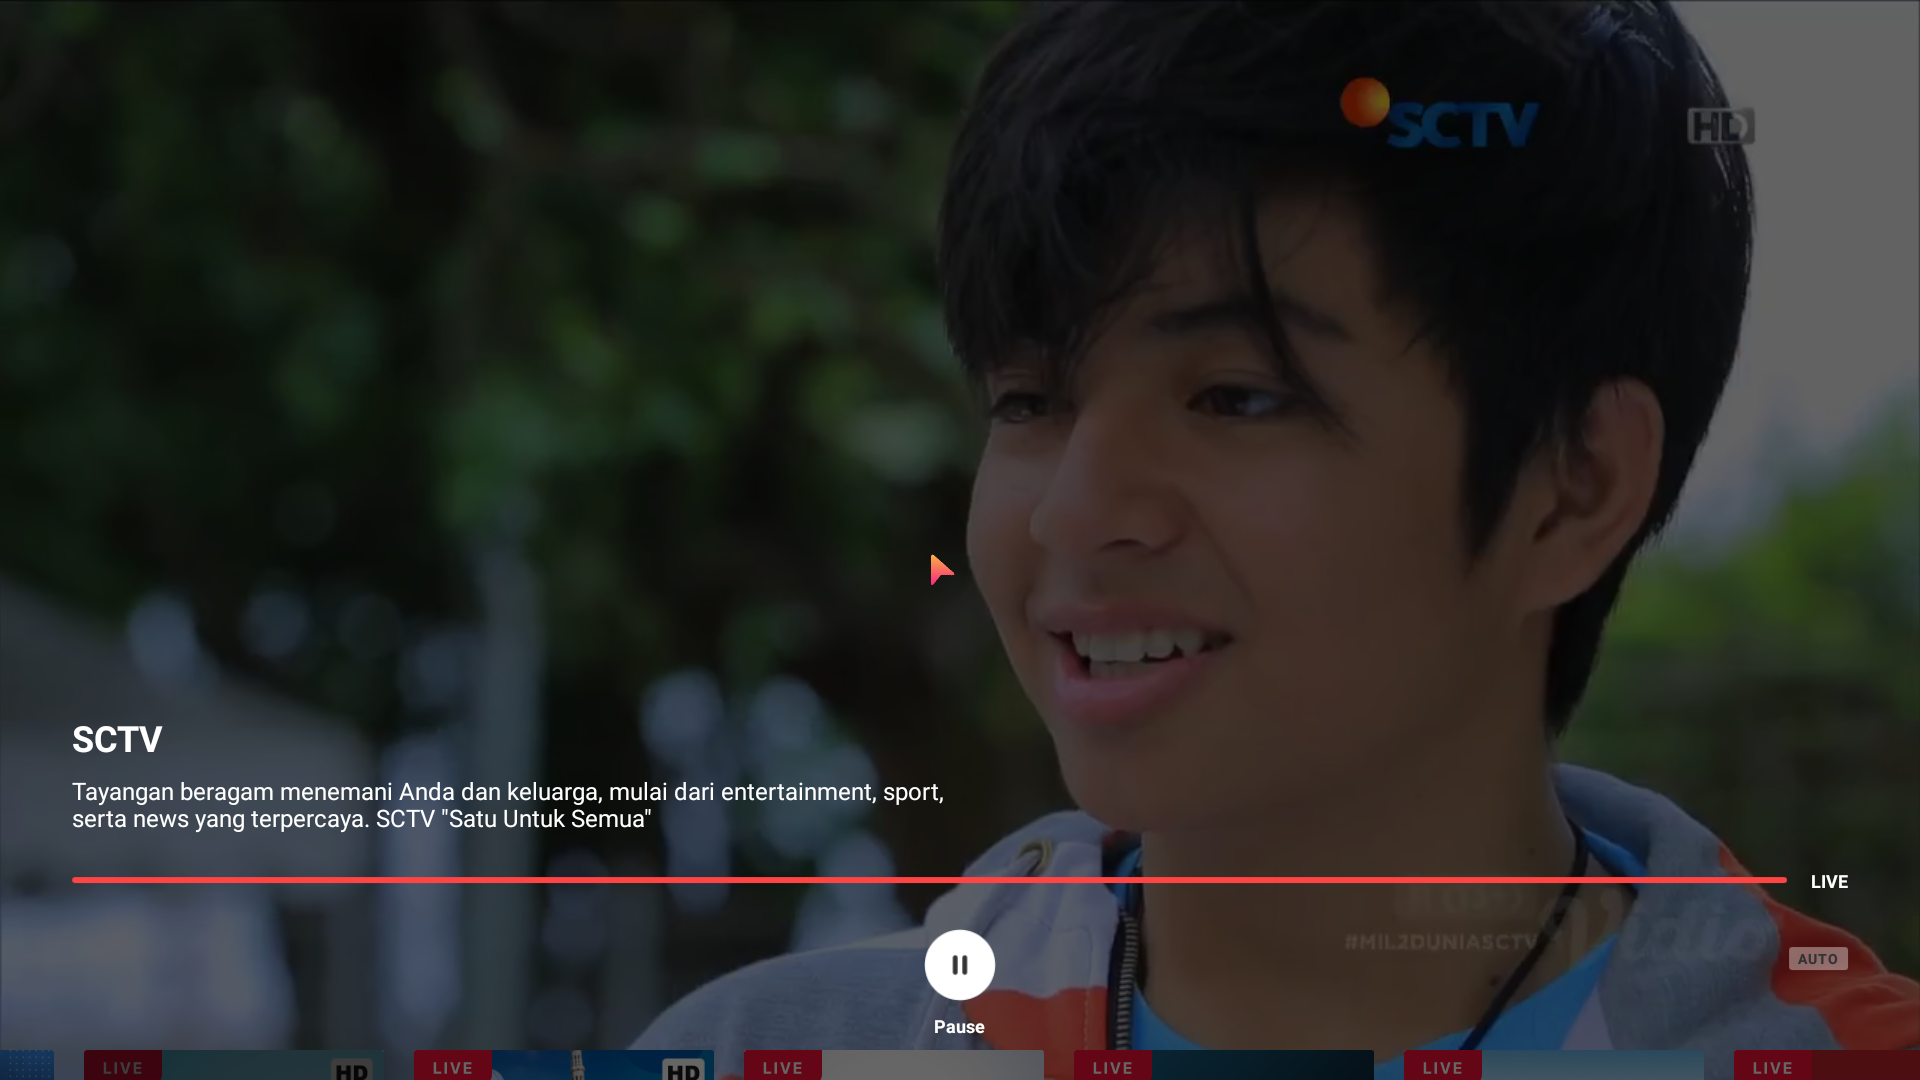 SCTV
HD
SCTV
Tayangan beragam menemani Anda dan keluarga, mulai dari entertainment, sport,
serta news yang terpercaya. SCTV "Satu Untuk Semua"
LIVE
#MIL2DUNIASCTV
Vidio
AUTO
Pause
LIVE
HD
LIVE
HD
LIVE
LIVE
LIVE
LIVE